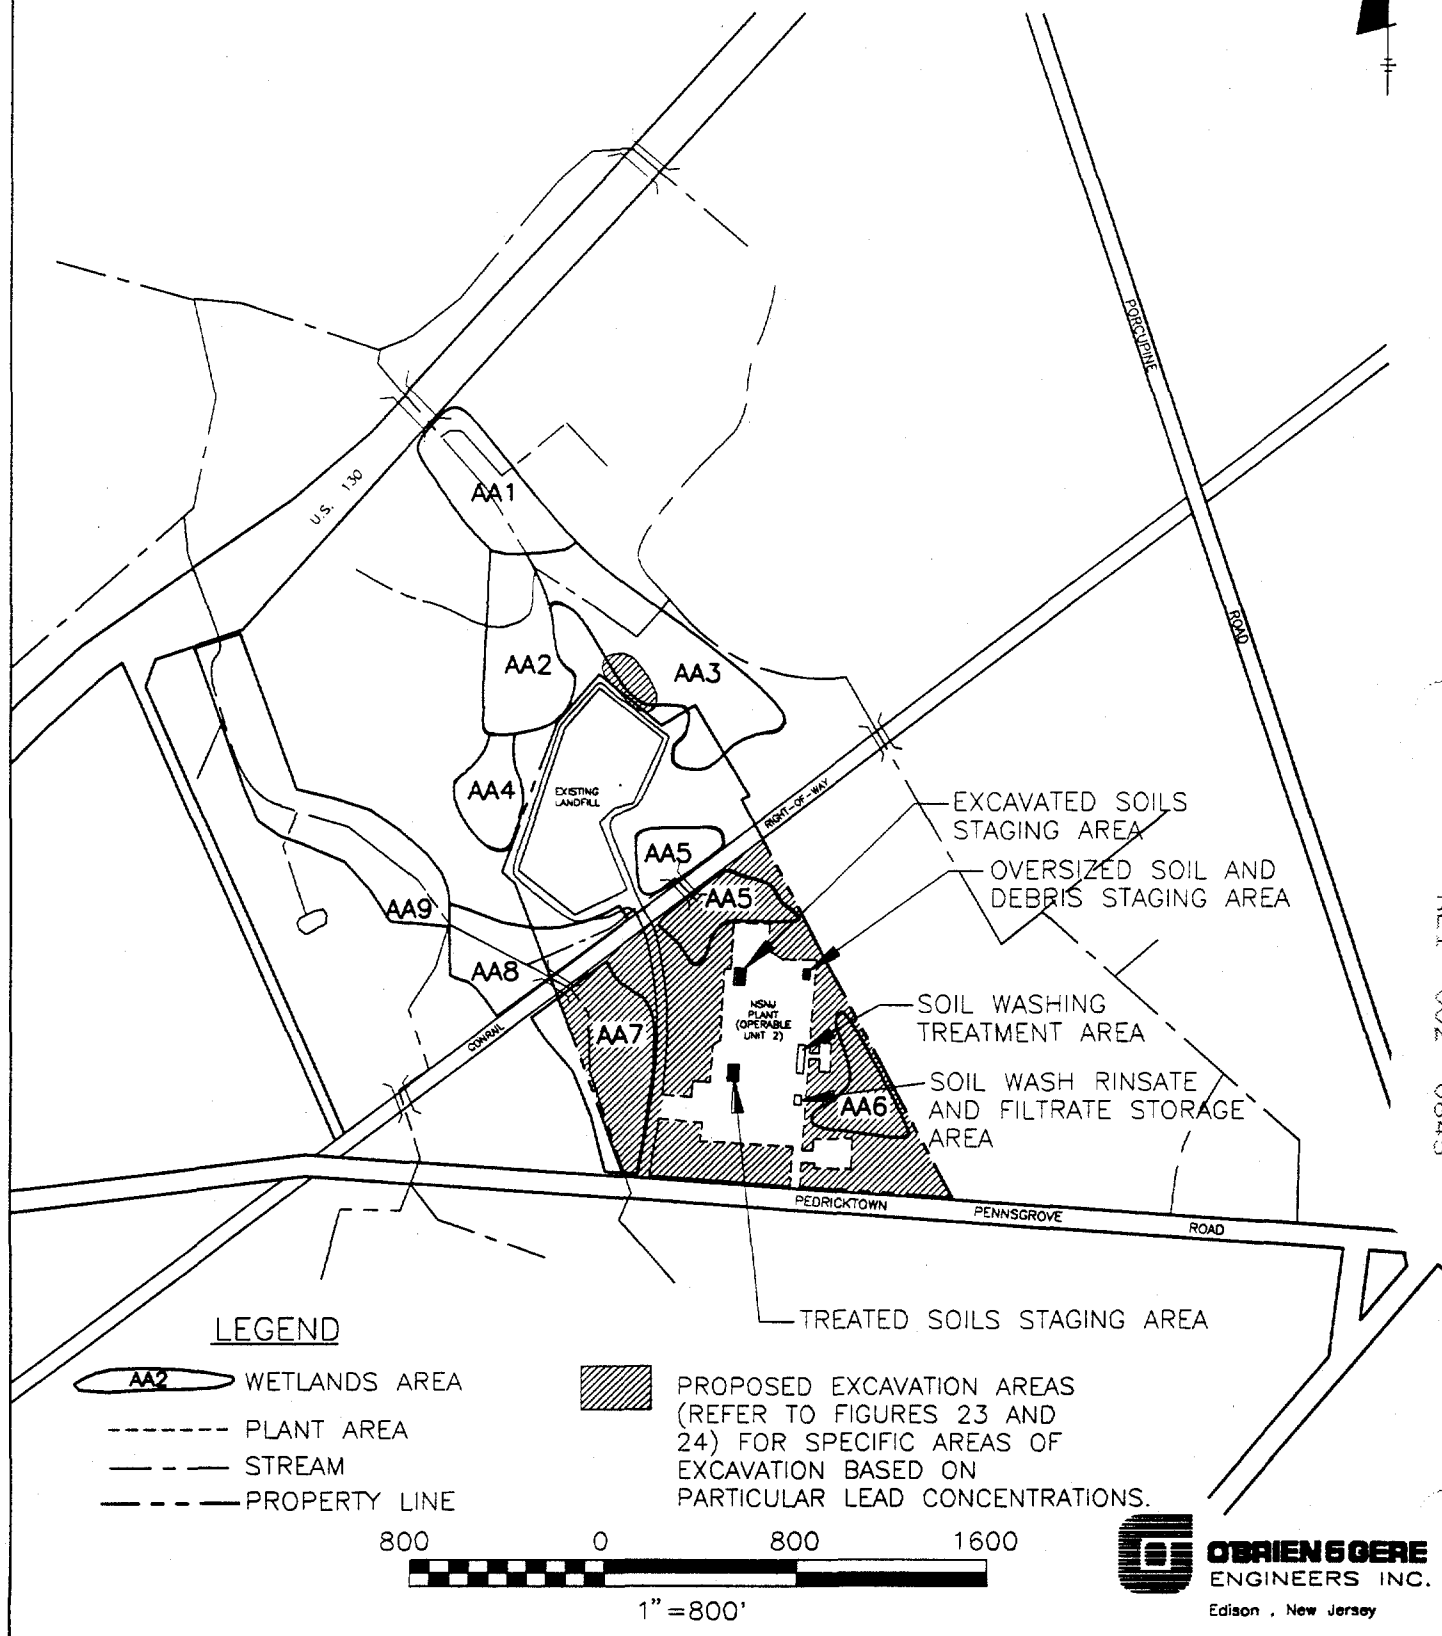 PORCUPINE
ROAD
U.S. 130
AA1
AA2
AA3
AA4
EXISTING
LANDFILL
RIGHT-OF-WAY
AA5
AA5
AA9
AA8
CONRAIL
AA7
NSNJ
PLANT
(OPERABLE
UNIT 2)
AA6
EXCAVATED SOILS
STAGING AREA
OVERSIZED SOIL AND
DEBRIS STAGING AREA
SOIL WASHING
TREATMENT AREA
SOIL WASH RINSATE
AND FILTRATE STORAGE
AREA
PEDRICKTOWN PENNSGROVE ROAD
TREATED SOILS STAGING AREA
LEGEND
AA2 WETLANDS AREA
PLANT AREA
STREAM
PROPERTY LINE
PROPOSED EXCAVATION AREAS
(REFER TO FIGURES 23 AND
24) FOR SPECIFIC AREAS OF
EXCAVATION BASED ON
PARTICULAR LEAD CONCENTRATIONS.
800 0 800 1600
1"=800'
O'BRIEN & GERE
ENGINEERS INC.
Edison , New Jersey